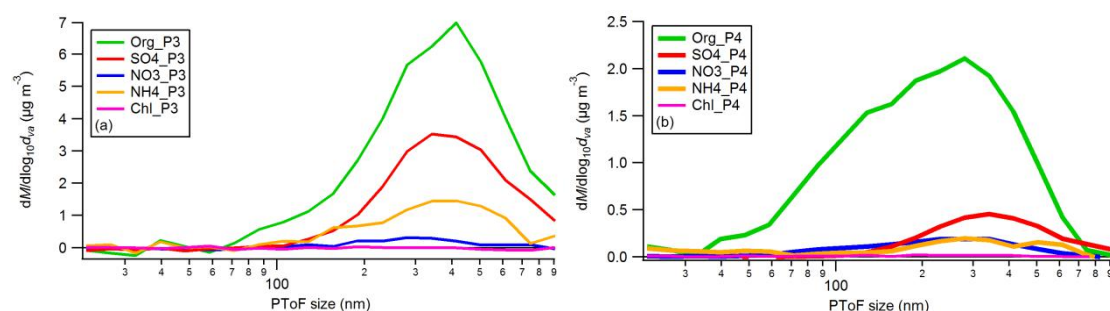 7
6
5
4
3
2
1
0
dM/dlog₁₀dᵥₐ (µg m⁻³)
Org_P3
SO4_P3
NO3_P3
NH4_P3
Chl_P3
(a)
3 4 5 6 7 8 9 100 2 3 4 5 6 7 8 9
PToF size (nm)
2.5
2.0
1.5
1.0
0.5
0.0
dM/dlog₁₀dᵥₐ (µg m⁻³)
Org_P4
SO4_P4
NO3_P4
NH4_P4
Chl_P4
(b)
3 4 5 6 7 8 9 100 2 3 4 5 6 7 8 9
PToF size (nm)